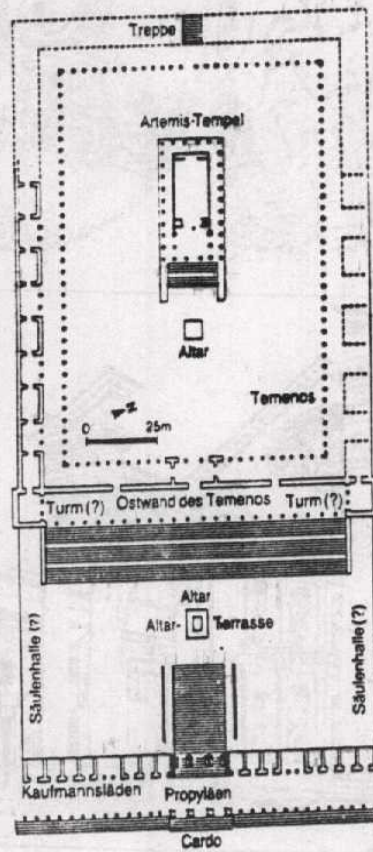 Treppe
Artemis-Tempel
Altar
Temenos
N
0 25m
Turm (?) Ostwand des Temenos Turm (?)
Altar
Altar- Terrasse
Säulenhalle (?)
Säulenhalle (?)
Kaufmannsläden Propyläen
Cardo